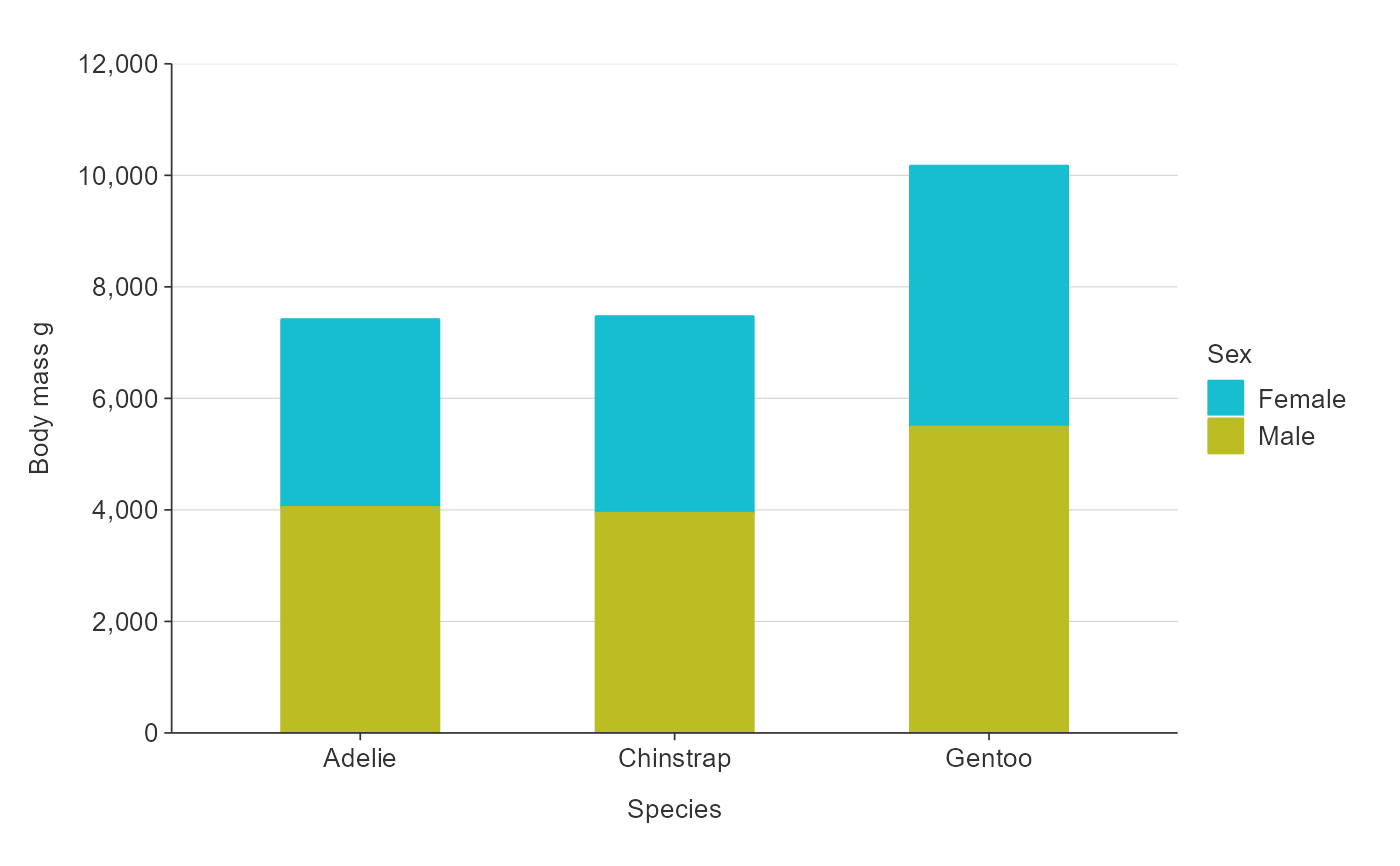 12,000
10,000
8,000
6,000
4,000
2,000
0
Body mass g
Adelie
Chinstrap
Gentoo
Species
Sex
Female
Male